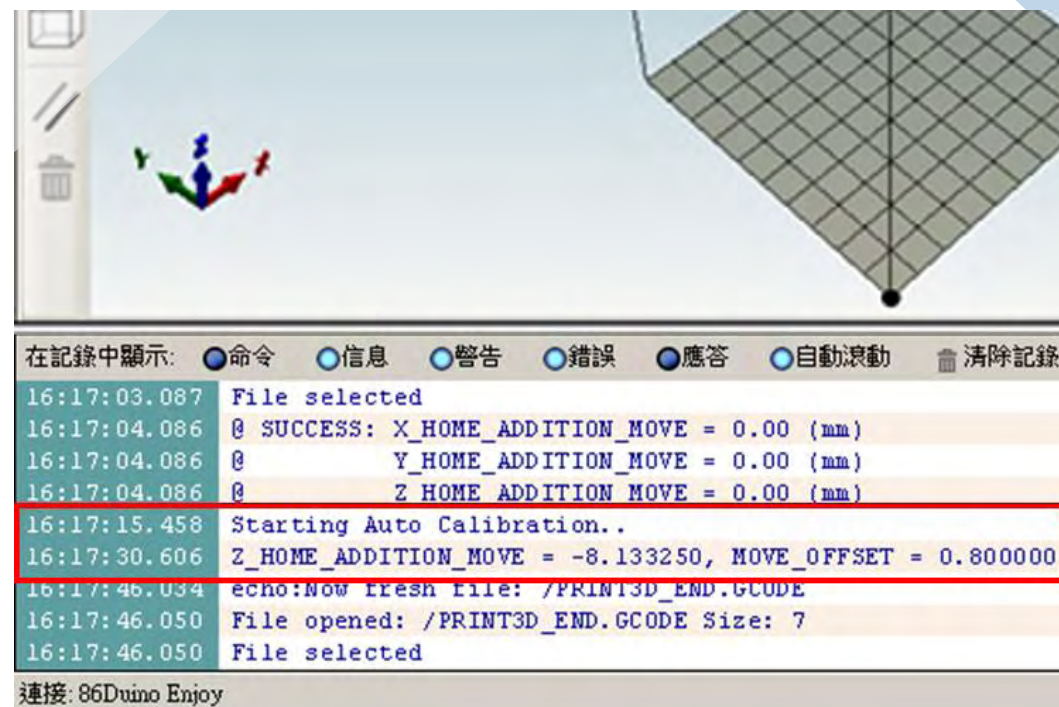 Y Z X
在記錄中顯示: 命令 信息 警告 錯誤 應答 自動滾動 清除記錄
16:17:03.087 File selected
16:17:04.086 @ SUCCESS: X_HOME_ADDITION_MOVE = 0.00 (mm)
16:17:04.086 @ Y_HOME_ADDITION_MOVE = 0.00 (mm)
16:17:04.086 @ Z_HOME_ADDITION_MOVE = 0.00 (mm)
16:17:15.458 Starting Auto Calibration..
16:17:30.606 Z_HOME_ADDITION_MOVE = -8.133250, MOVE_OFFSET = 0.800000
16:17:46.034 echo:Now fresh file: /PRINT3D_END.GCODE
16:17:46.050 File opened: /PRINT3D_END.GCODE Size: 7
16:17:46.050 File selected
連接: 86Duino Enjoy